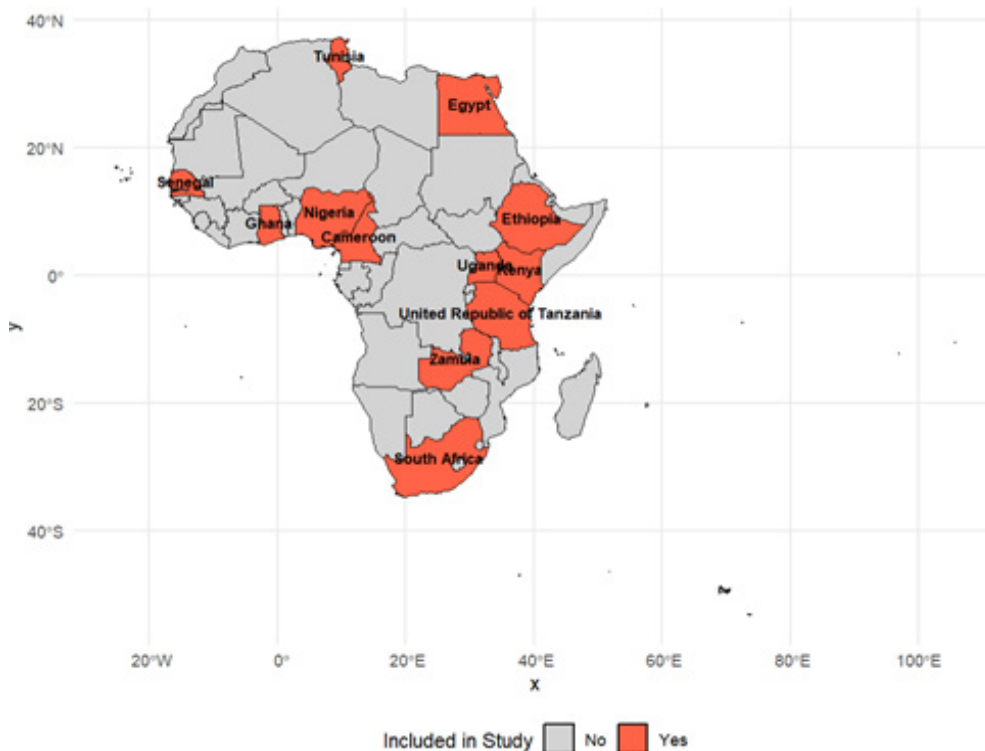 40°N
Tunisia
Egypt
20°N
Senegal
Nigeria
Ghana
Ethiopia
Cameroon
Uganda
Kenya
0°
y
United Republic of Tanzania
Zambia
20°S
South Africa
40°S
20°W 0° 20°E 40°E 60°E 80°E 100°E
x
Included in Study No Yes